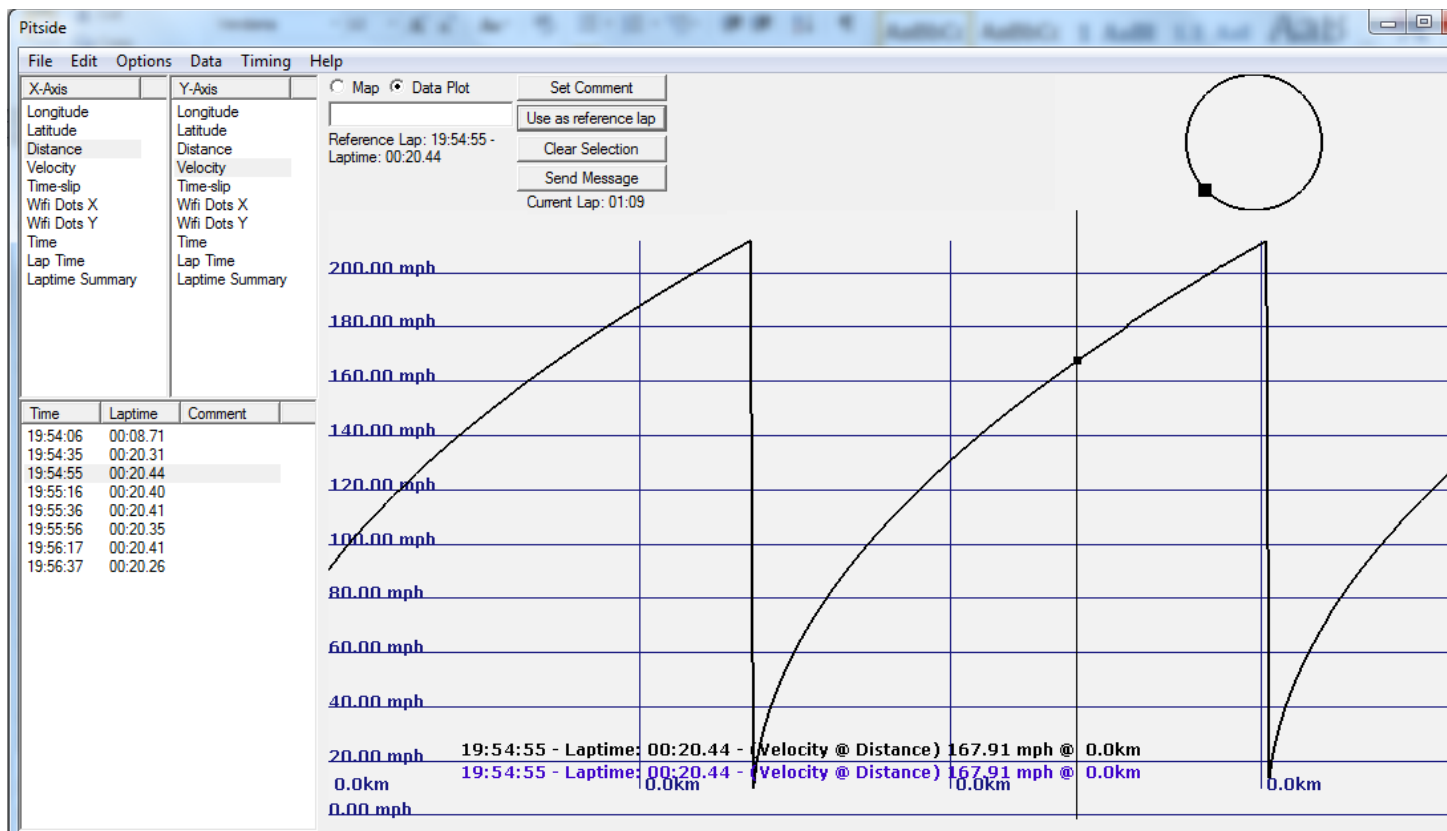 Pitside
File Edit Options Data Timing Help
X-Axis Y-Axis
Longitude Longitude
Latitude Latitude
Distance Distance
Velocity Velocity
Time-slip Time-slip
Wifi Dots X Wifi Dots X
Wifi Dots Y Wifi Dots Y
Time Time
Lap Time Lap Time
Laptime Summary Laptime Summary
Map Data Plot
Reference Lap: 19:54:55 -
Laptime: 00:20.44
Set Comment
Use as reference lap
Clear Selection
Send Message
Current Lap: 01:09
Time Laptime Comment
19:54:06 00:08.71
19:54:35 00:20.31
19:54:55 00:20.44
19:55:16 00:20.40
19:55:36 00:20.41
19:55:56 00:20.35
19:56:17 00:20.41
19:56:37 00:20.26
200.00 mph
180.00 mph
160.00 mph
140.00 mph
120.00 mph
100.00 mph
80.00 mph
60.00 mph
40.00 mph
20.00 mph
19:54:55 - Laptime: 00:20.44 - (Velocity @ Distance) 167.91 mph @ 0.0km
19:54:55 - Laptime: 00:20.44 - (Velocity @ Distance) 167.91 mph @ 0.0km
0.0km 0.0km 0.0km 0.0km
0.00 mph